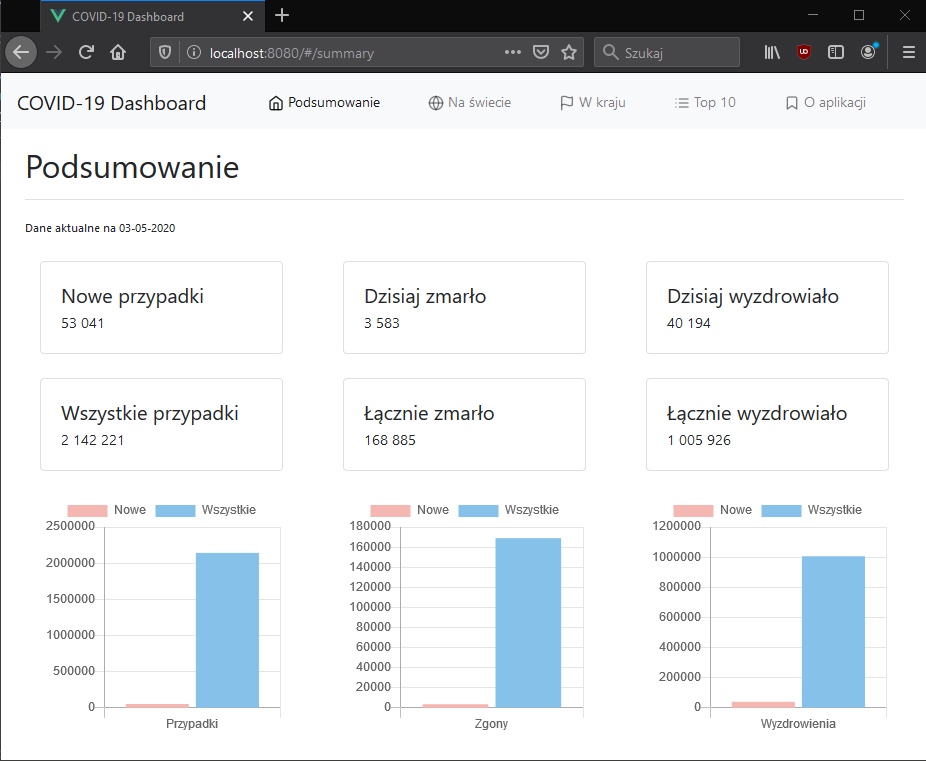 COVID-19 Dashboard
localhost:8080/#/summary
Szukaj
COVID-19 Dashboard Podsumowanie Na świecie W kraju Top 10 O aplikacji
Podsumowanie
Dane aktualne na 03-05-2020
Nowe przypadki
53 041
Dzisiaj zmarło
3 583
Dzisiaj wyzdrowiało
40 194
Wszystkie przypadki
2 142 221
Łącznie zmarło
168 885
Łącznie wyzdrowiało
1 005 926
Nowe Wszystkie
2500000
2000000
1500000
1000000
500000
0
Przypadki
Nowe Wszystkie
180000
160000
140000
120000
100000
80000
60000
40000
20000
0
Zgony
Nowe Wszystkie
1200000
1000000
800000
600000
400000
200000
0
Wyzdrowienia